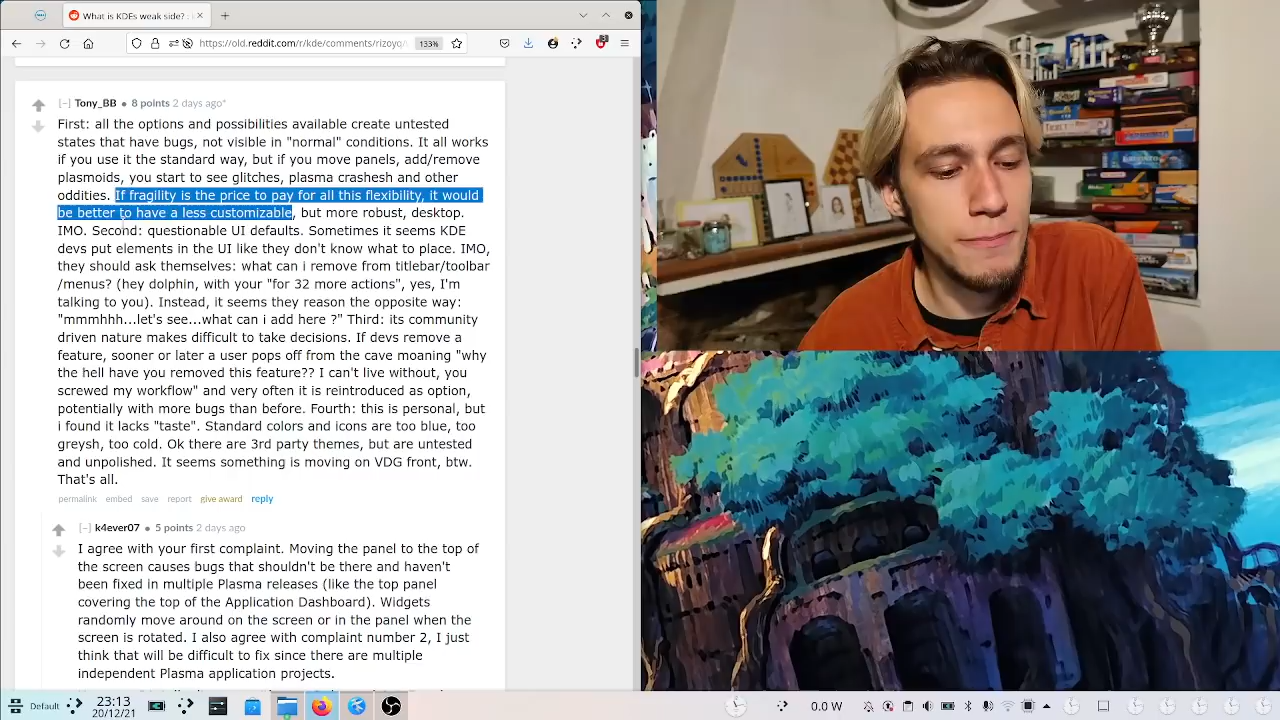 What is KDEs weak side? :
https://old.reddit.com/r/kde/comments/rizoyo/
133%
[–] Tony_BB • 8 points 2 days ago*
First: all the options and possibilities available create untested
states that have bugs, not visible in "normal" conditions. It all works
if you use it the standard way, but if you move panels, add/remove
plasmoids, you start to see glitches, plasma crashesh and other
oddities. If fragility is the price to pay for all this flexibility, it would
be better to have a less customizable, but more robust, desktop.
IMO. Second: questionable UI defaults. Sometimes it seems KDE
devs put elements in the UI like they don't know what to place. IMO,
they should ask themselves: what can i remove from titlebar/toolbar
/menus? (hey dolphin, with your "for 32 more actions", yes, I'm
talking to you). Instead, it seems they reason the opposite way:
"mmmhhh...let's see...what can i add here ?" Third: its community
driven nature makes difficult to take decisions. If devs remove a
feature, sooner or later a user pops off from the cave moaning "why
the hell have you removed this feature?? I can't live without, you
screwed my workflow" and very often it is reintroduced as option,
potentially with more bugs than before. Fourth: this is personal, but
i found it lacks "taste". Standard colors and icons are too blue, too
greysh, too cold. Ok there are 3rd party themes, but are untested
and unpolished. It seems something is moving on VDG front, btw.
That's all.
permalink embed save report give award reply
[–] k4ever07 • 5 points 2 days ago
I agree with your first complaint. Moving the panel to the top of
the screen causes bugs that shouldn't be there and haven't
been fixed in multiple Plasma releases (like the top panel
covering the top of the Application Dashboard). Widgets
randomly move around on the screen or in the panel when the
screen is rotated. I also agree with complaint number 2, I just
think that will be difficult to fix since there are multiple
independent Plasma application projects.
Default
23:13
20/12/21
0.0 W